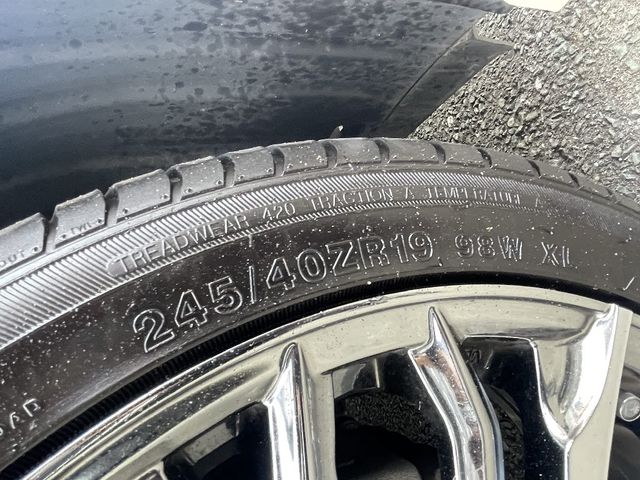 TREADWEAR 420 TRACTION A TEMPERATURE A
245/40ZR19 98W XL